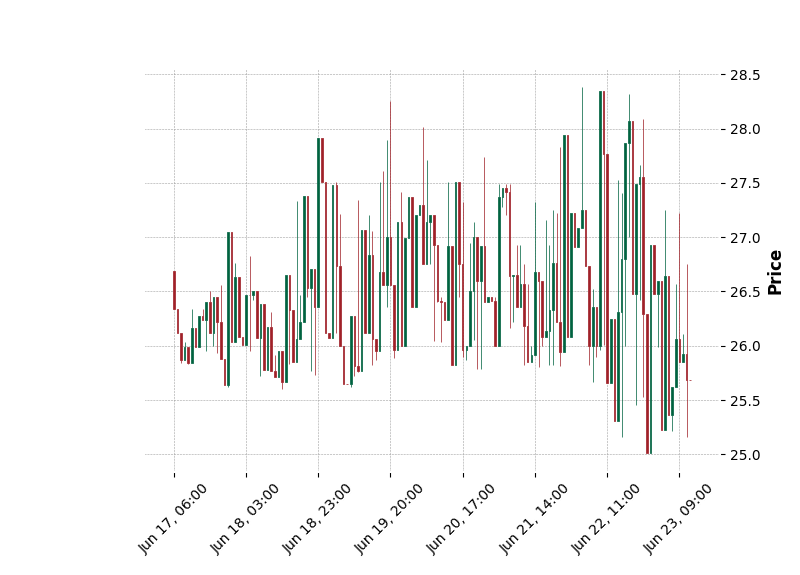 28.5
28.0
27.5
27.0
26.5
26.0
25.5
25.0
Price
Jun 17, 06:00
Jun 18, 03:00
Jun 18, 23:00
Jun 19, 20:00
Jun 20, 17:00
Jun 21, 14:00
Jun 22, 11:00
Jun 23, 09:00